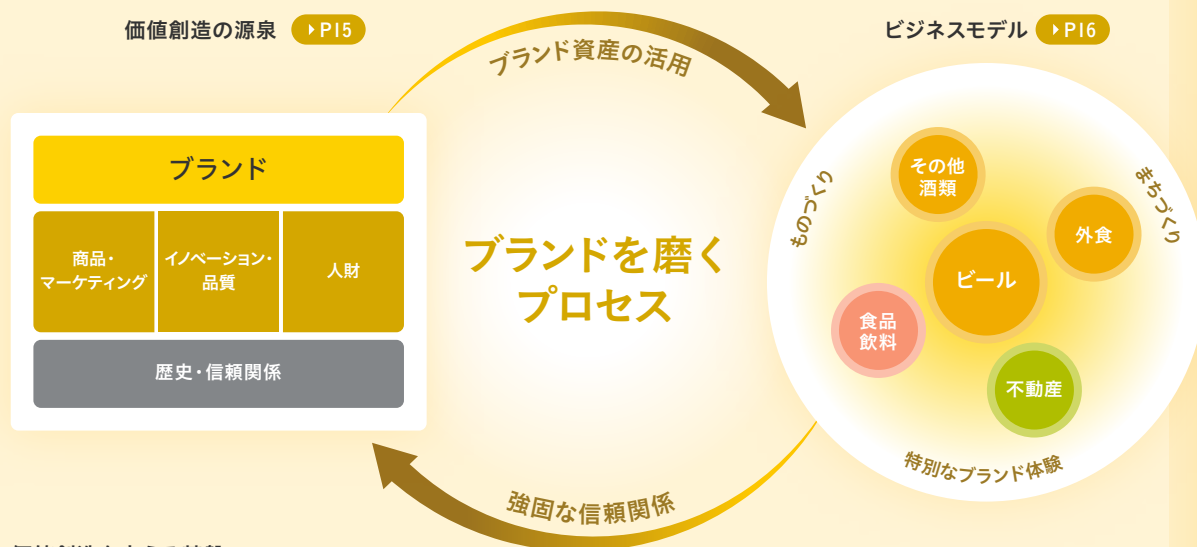 価値創造の源泉
▶P15
ビジネスモデル
▶P16
ブランド資産の活用
ブランド
商品・
マーケティング
イノベーション・
品質
人財
歴史・信頼関係
ブランドを磨く
プロセス
ものづくり
まちづくり
その他
酒類
外食
ビール
食品
飲料
不動産
特別なブランド体験
強固な信頼関係